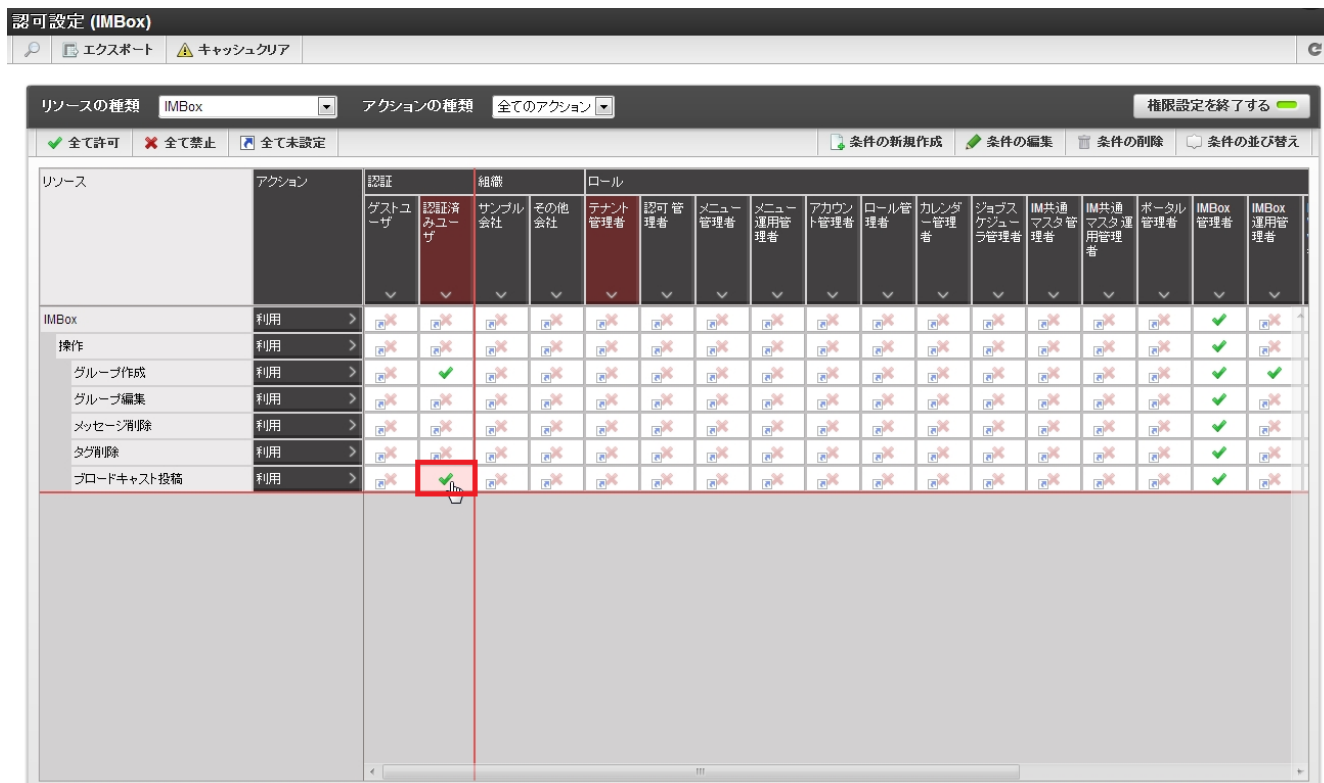 認可設定 (IMBox)
エクスポート キャッシュクリア
リソースの種類 IMBox アクションの種類 全てのアクション 権限設定を終了する
全て許可 全て禁止 全て未設定 条件の新規作成 条件の編集 条件の削除 条件の並び替え
リソース アクション 認証 組織 ロール
ゲストユーザ 認証済みユーザ サンプル会社 その他会社 テナント管理者 認可管理者 メニュー管理者 メニュー運用管理者 アカウント管理者 ロール管理者 カレンダー管理者 ジョブスケジューラ管理者 IM共通マスタ管理者 IM共通マスタ運用管理者 ポータル管理者 IMBox管理者 IMBox運用管理者
IMBox 利用
操作 利用
グループ作成 利用
グループ編集 利用
メッセージ削除 利用
タグ削除 利用
ブロードキャスト投稿 利用